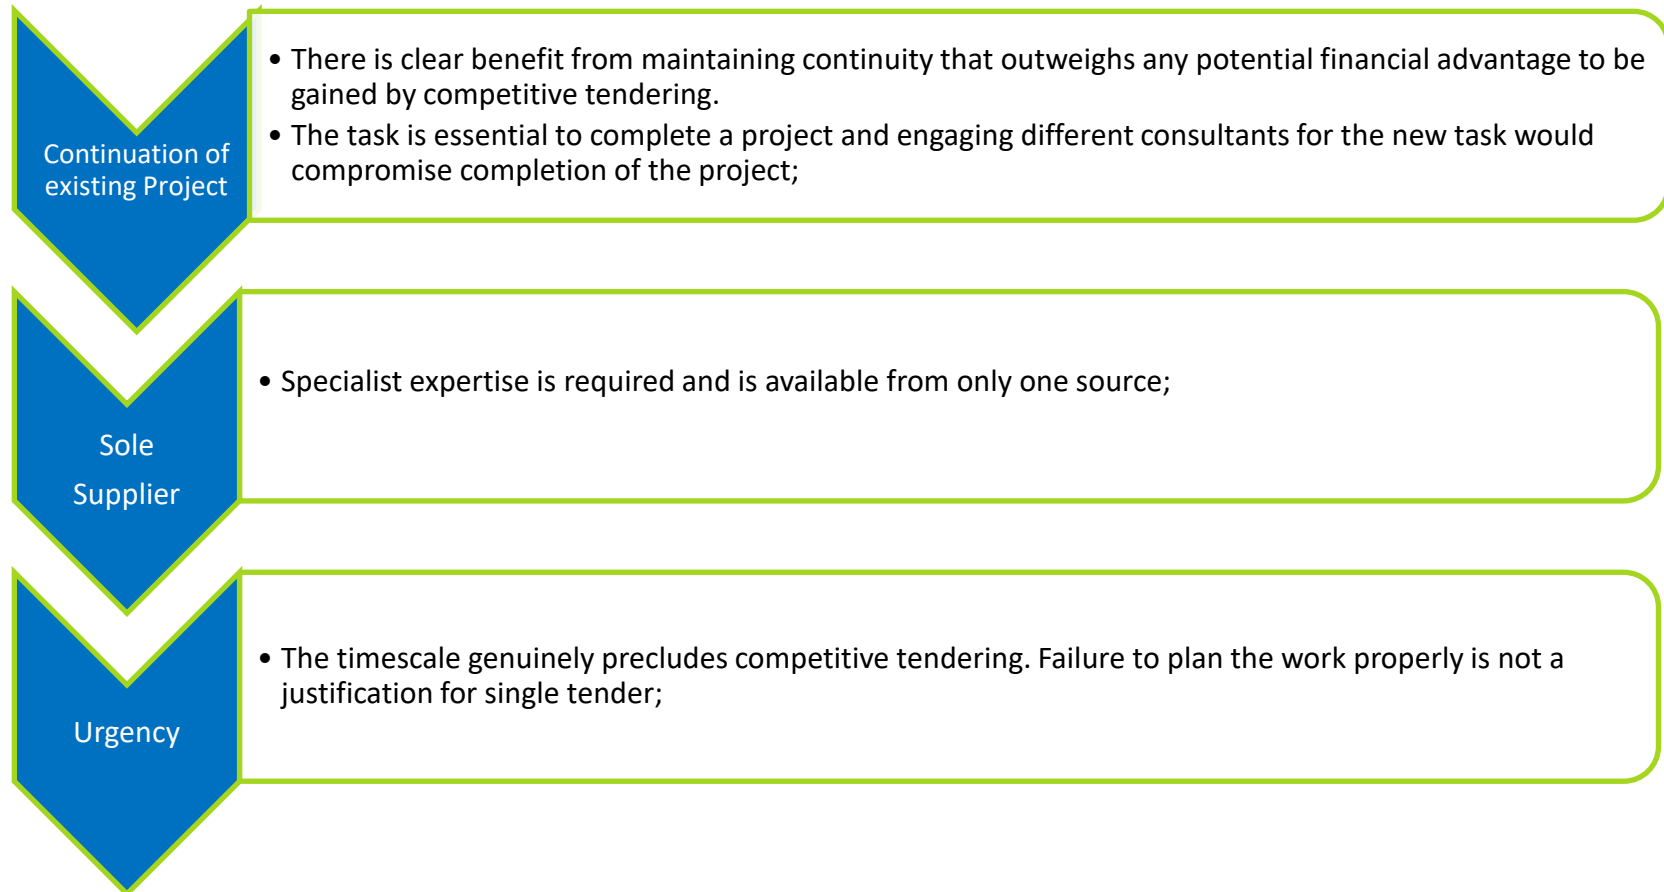 Continuation of
existing Project
• There is clear benefit from maintaining continuity that outweighs any potential financial advantage to be
gained by competitive tendering.
• The task is essential to complete a project and engaging different consultants for the new task would
compromise completion of the project;
Sole
Supplier
• Specialist expertise is required and is available from only one source;
Urgency
• The timescale genuinely precludes competitive tendering. Failure to plan the work properly is not a
justification for single tender;